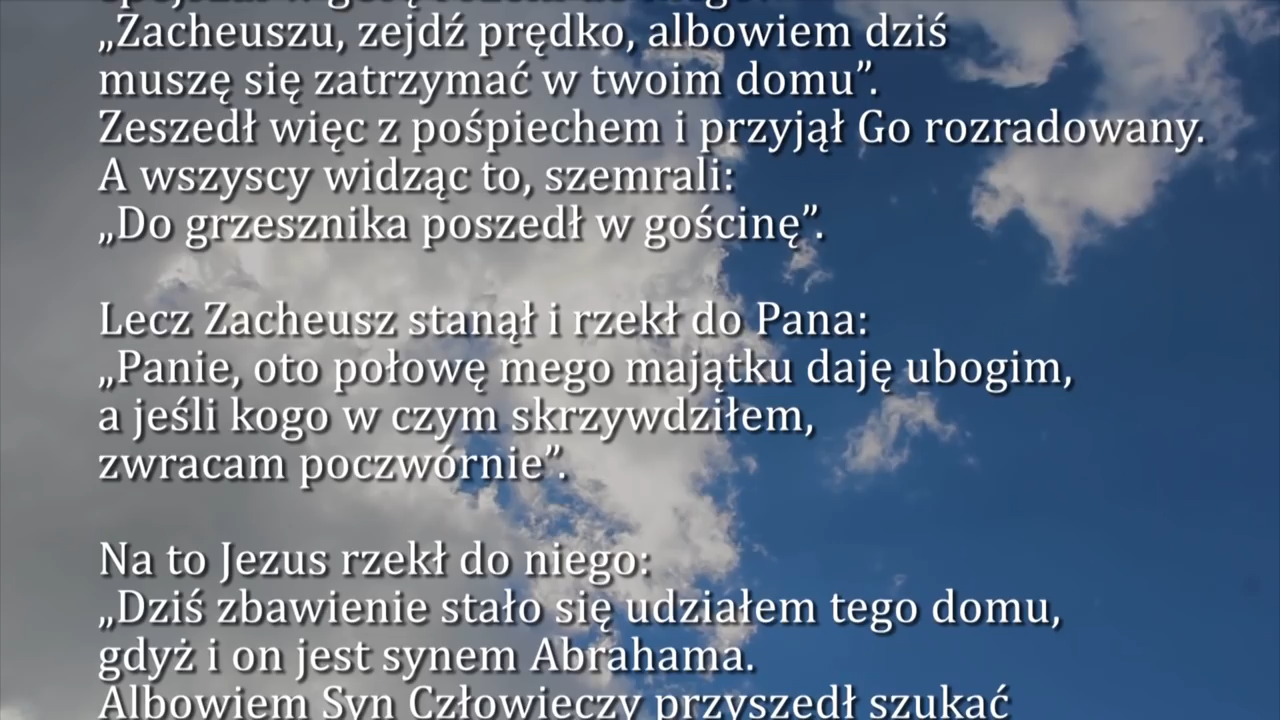 „Zacheuszu, zejdź prędko, albowiem dziś
muszę się zatrzymać w twoim domu”.
Zeszedł więc z pośpiechem i przyjął Go rozradowany.
A wszyscy widząc to, szemrali:
„Do grzesznika poszedł w gościnę”.
Lecz Zacheusz stanął i rzekł do Pana:
„Panie, oto połowę mego majątku daję ubogim,
a jeśli kogo w czym skrzywdziłem,
zwracam poczwórnie”.
Na to Jezus rzekł do niego:
„Dziś zbawienie stało się udziałem tego domu,
gdyż i on jest synem Abrahama.
Albowiem Syn Człowieczy przyszedł szukać